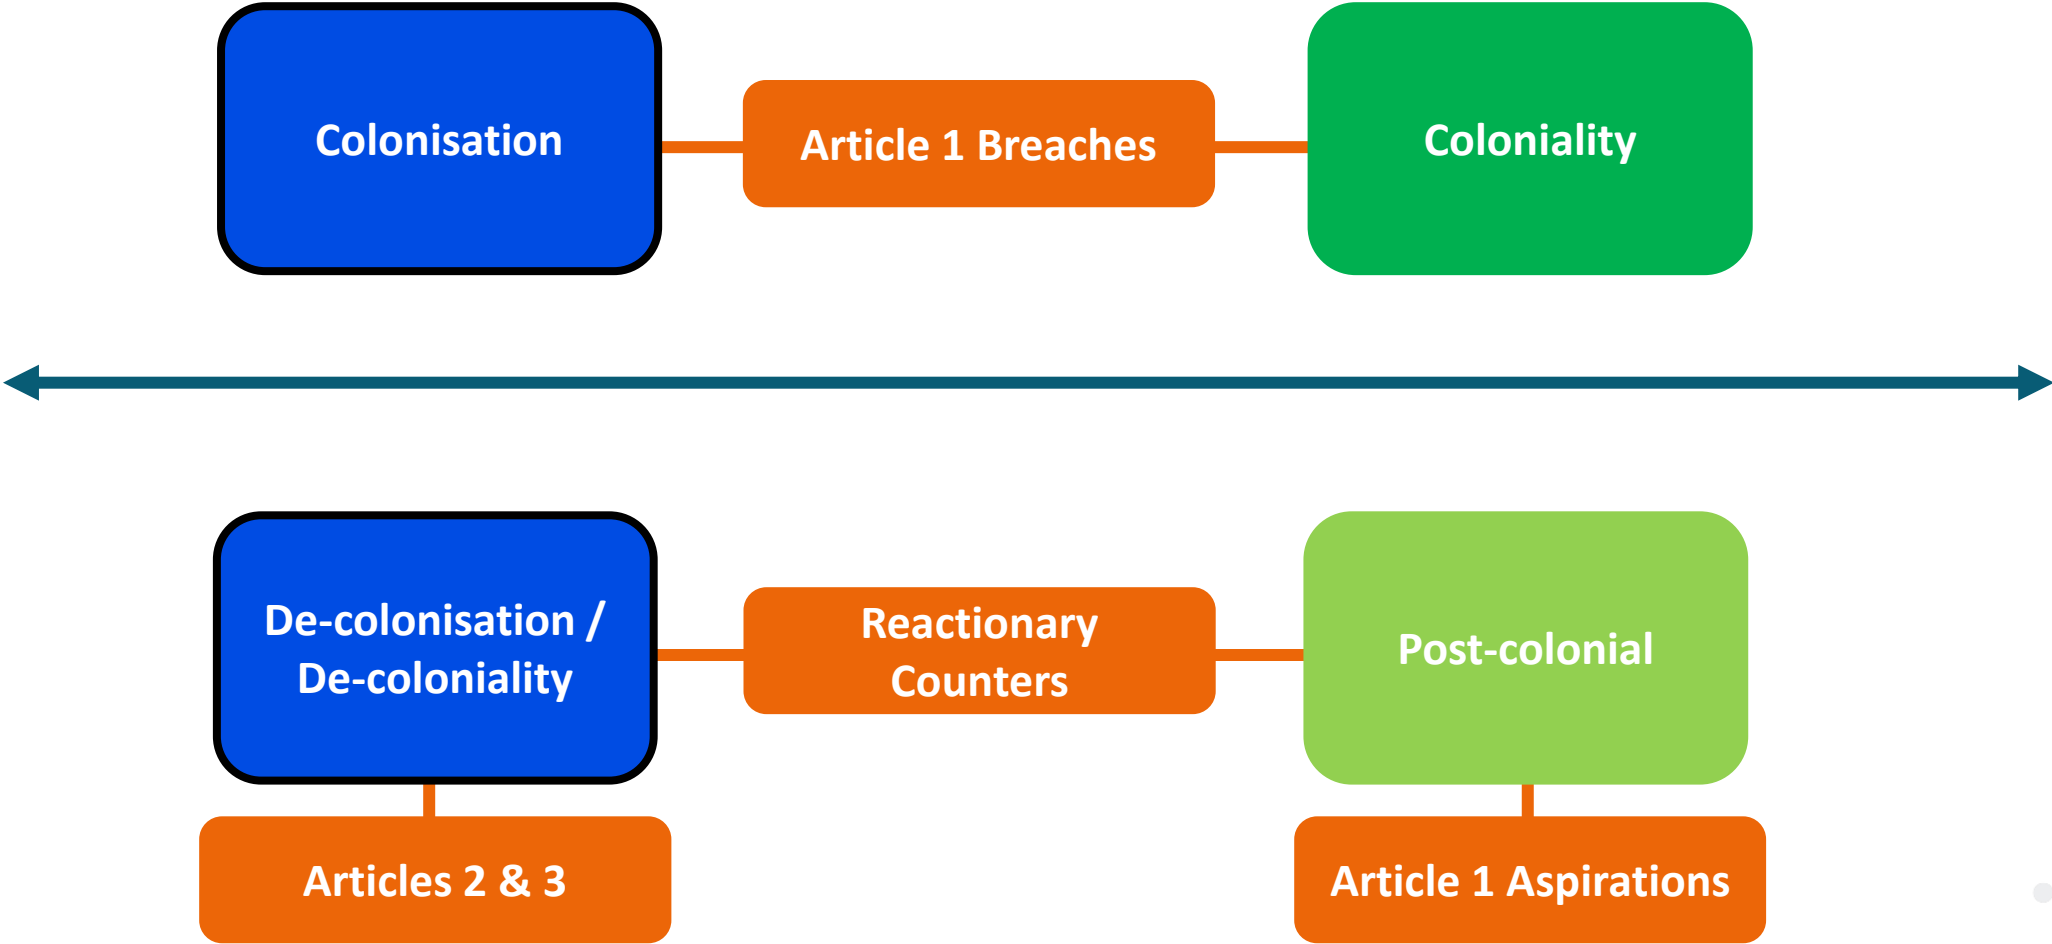 Colonisation
Article 1 Breaches
Coloniality
De-colonisation /
De-coloniality
Reactionary
Counters
Post-colonial
Articles 2 & 3
Article 1 Aspirations